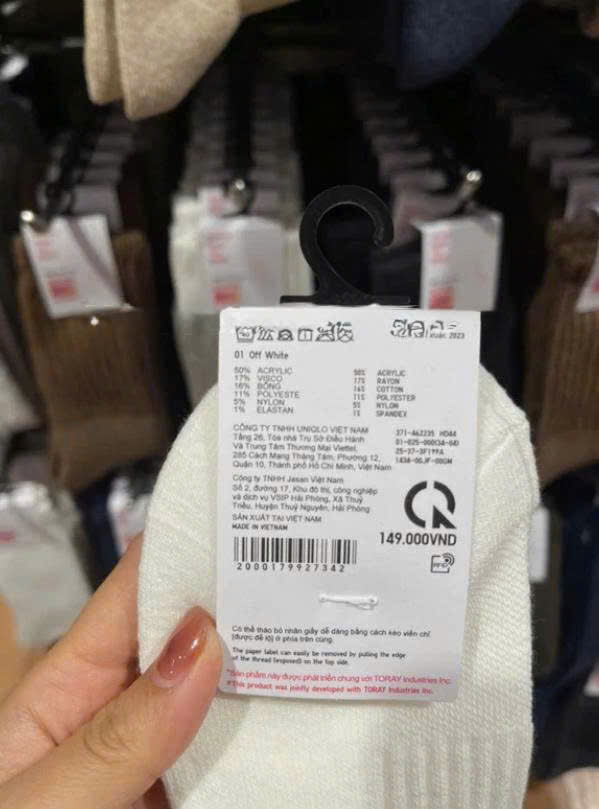 xuân. 2023
01 Off White
50% ACRYLIC 50% ACRYLIC
17% VISCO 17% RAYON
16% BÔNG 16% COTTON
11% POLYESTE 11% POLYESTER
5% NYLON 5% NYLON
1% ELASTAN 1% SPANDEX
CÔNG TY TNHH UNIQLO VIỆT NAM
Tầng 26, Tòa nhà Trụ Sở Điều Hành
Và Trung Tâm Thương Mại Viettel,
285 Cách Mạng Tháng Tám, Phường 12,
Quận 10, Thành phố Hồ Chí Minh, Việt Nam
Công ty TNHH Jasan Việt Nam
Số 2, đường 17, Khu đô thị, công nghiệp
và dịch vụ VSIP Hải Phòng, Xã Thuỷ
Triều, Huyện Thuỷ Nguyên, Hải Phòng
SẢN XUẤT TẠI VIỆT NAM
MADE IN VIETNAM
149.000VND
RFID
2000179927342
Có thể tháo bỏ nhãn giấy dễ dàng bằng cách kéo viền chỉ
(được để lộ) ở phía trên cùng.
The paper label can easily be removed by pulling the edge
of the thread (exposed) on the top side.
*Sản phẩm này được phát triển chung với TORAY Industries Inc.
*This product was jointly developed with TORAY Industries Inc.